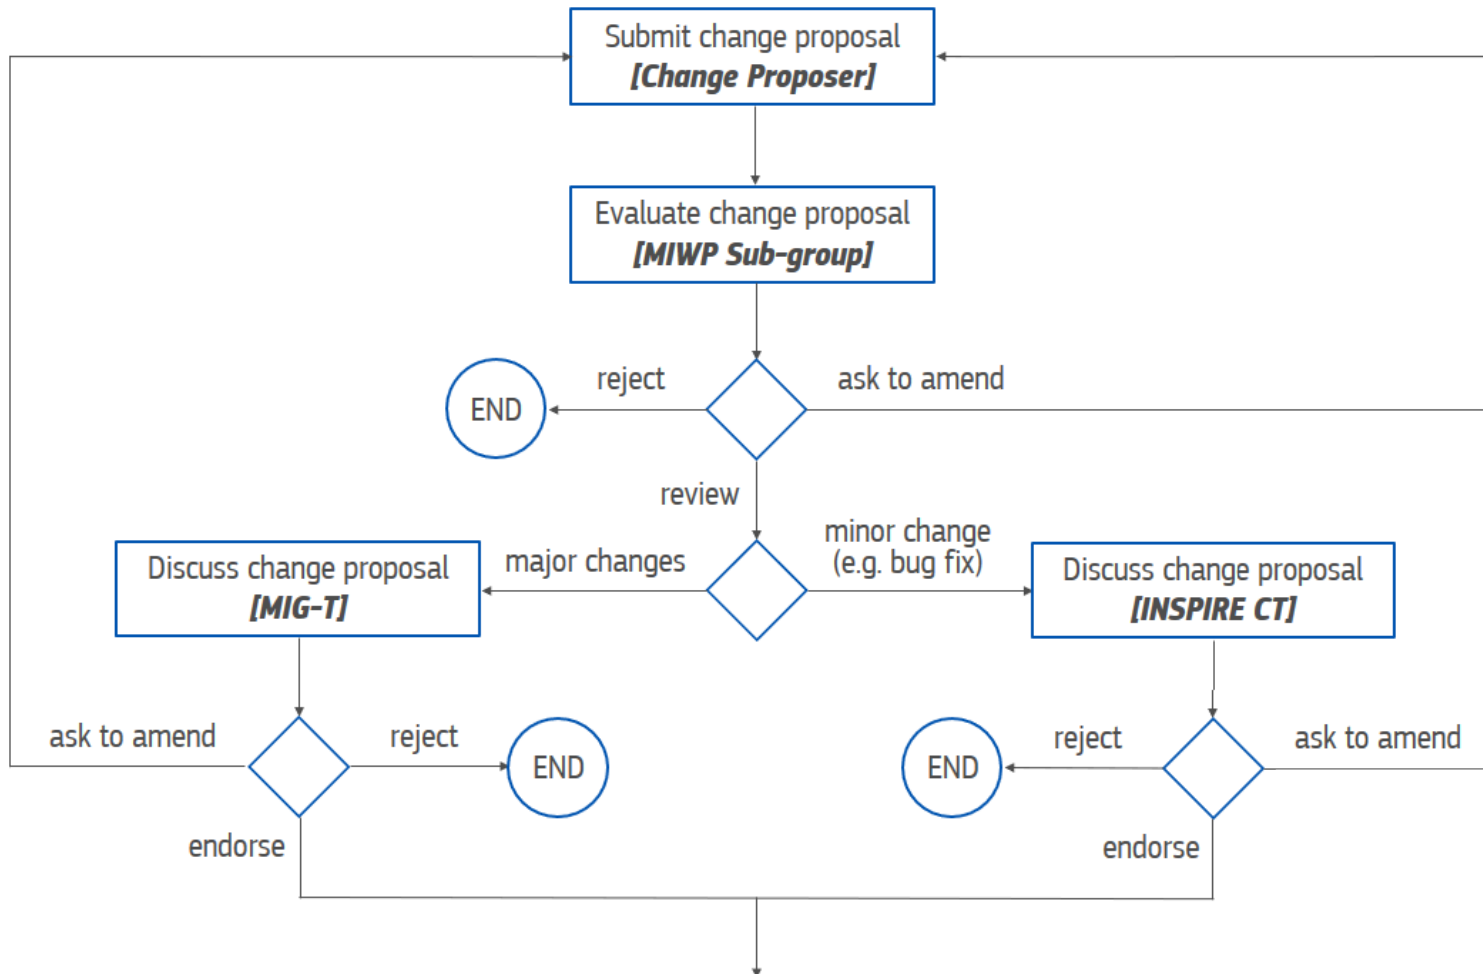 Submit change proposal
[Change Proposer]
Evaluate change proposal
[MIWP Sub-group]
reject
ask to amend
END
review
minor change
(e.g. bug fix)
major changes
Discuss change proposal
[MIG-T]
Discuss change proposal
[INSPIRE CT]
ask to amend
reject
END
endorse
reject
ask to amend
END
endorse